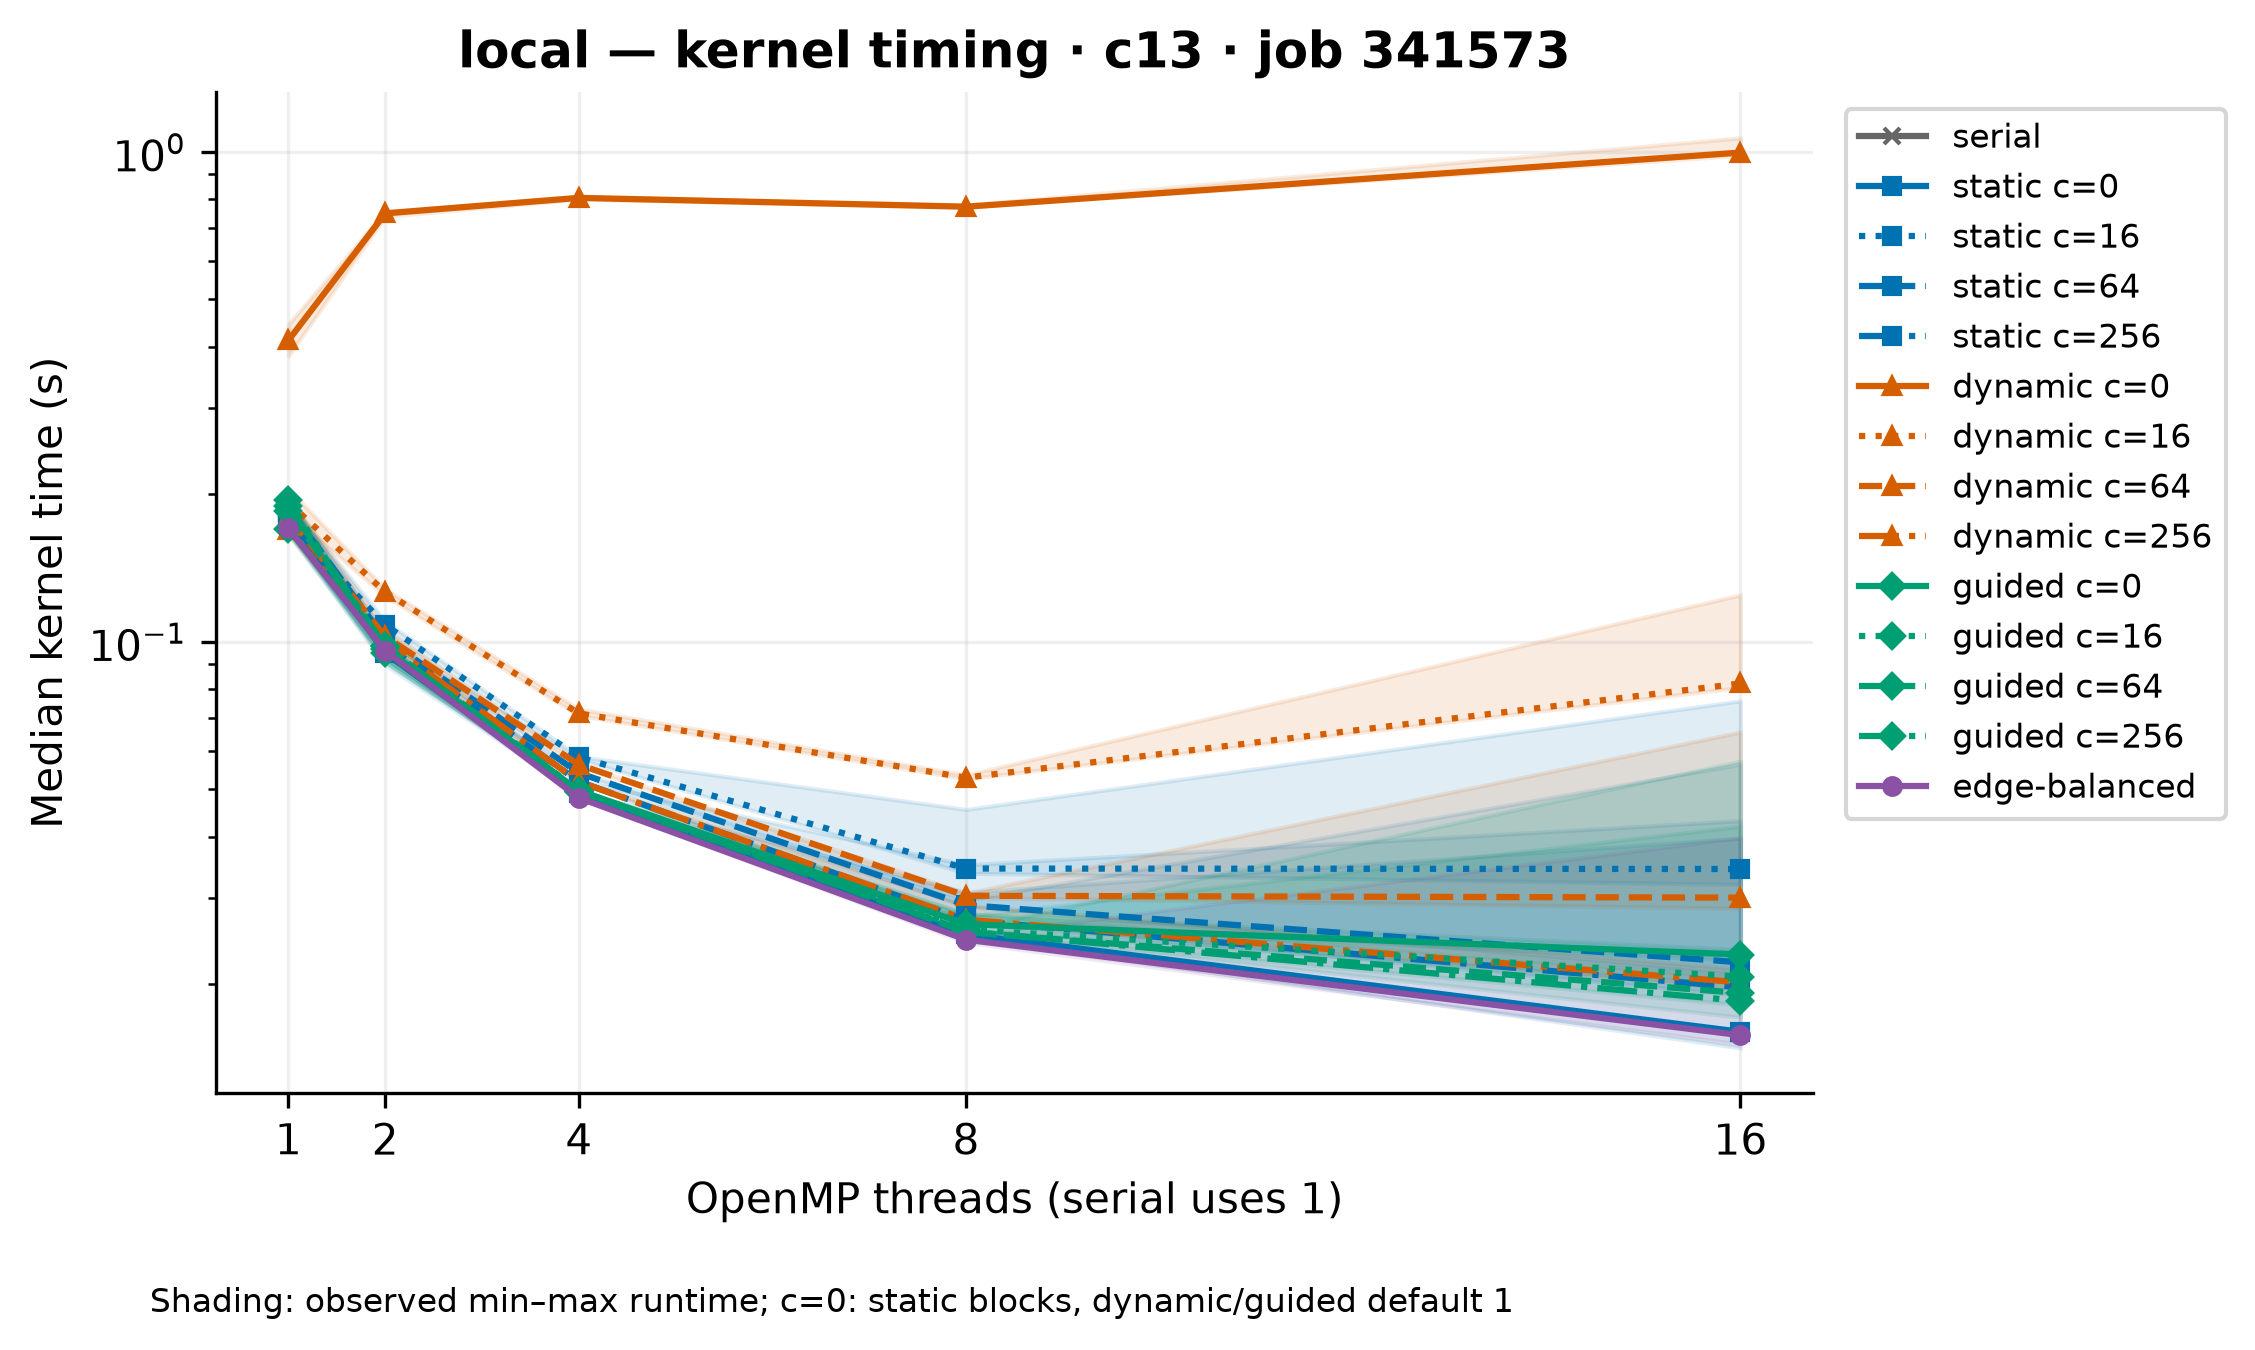 local — kernel timing · c13 · job 341573
Median kernel time (s)
10⁰
10⁻¹
1 2 4 8 16
OpenMP threads (serial uses 1)
serial
static c=0
static c=16
static c=64
static c=256
dynamic c=0
dynamic c=16
dynamic c=64
dynamic c=256
guided c=0
guided c=16
guided c=64
guided c=256
edge-balanced
Shading: observed min–max runtime; c=0: static blocks, dynamic/guided default 1